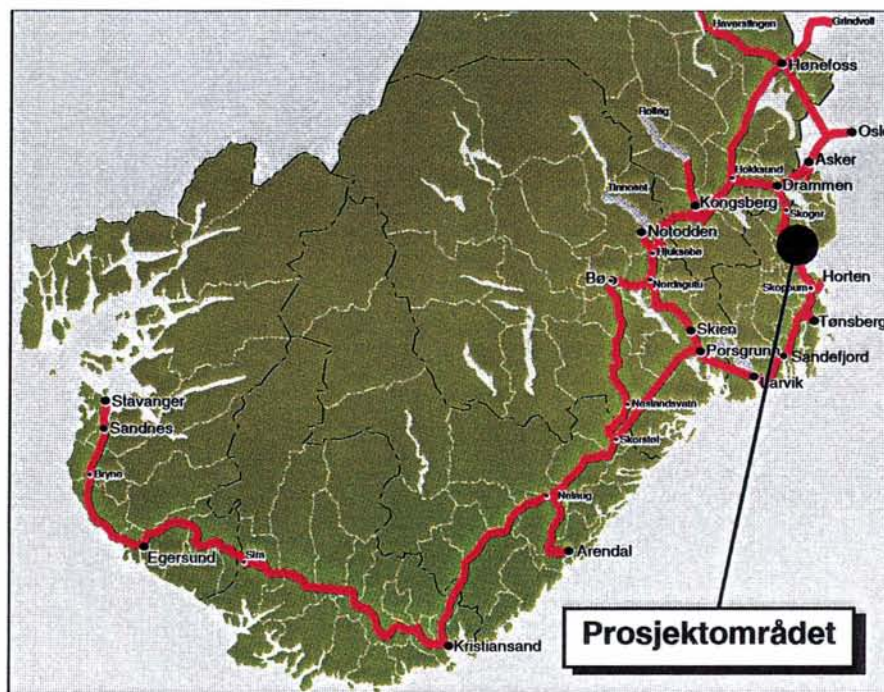 Haverstingen
Grindvoll
Hønefoss
Oslo
Rollag
Asker
Hokksund
Drammen
Tinnoset
Kongsberg
Skoger
Notodden
Hjuksebø
Bø
Nordagutu
Horten
Skoppum
Tønsberg
Skien
Porsgrunn
Sandefjord
Larvik
Stavanger
Neslandsvatn
Sandnes
Skorstøl
Bryne
Nelaug
Egersund
Sira
Arendal
Kristiansand
Prosjektområdet